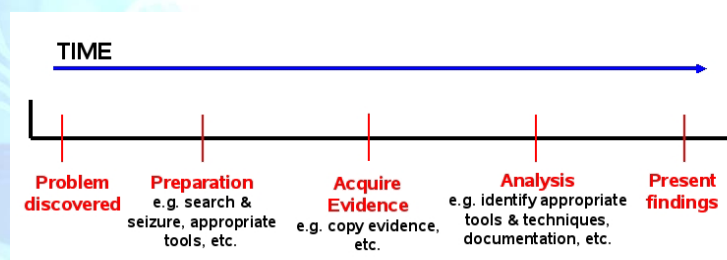 TIME
Problem
discovered
Preparation
e.g. search &
seizure, appropriate
tools, etc.
Acquire
Evidence
e.g. copy evidence,
etc.
Analysis
e.g. identify appropriate
tools & techniques,
documentation, etc.
Present
findings